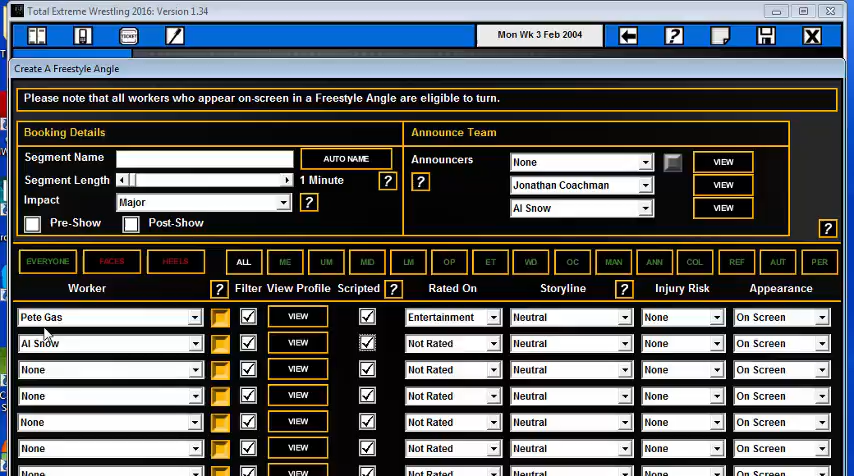 Total Extreme Wrestling 2016: Version 1.34
TICKET
Mon Wk 3 Feb 2004
?
Create A Freestyle Angle
Please note that all workers who appear on-screen in a Freestyle Angle are eligible to turn.
Booking Details
Announce Team
Segment Name AUTO NAME Announcers None VIEW
Segment Length 1 Minute ? ? Jonathan Coachman VIEW
Impact Major ? Al Snow VIEW
Pre-Show Post-Show ?
EVERYONE FACES HEELS ALL ME UM MID LM OP ET WD OC MAN ANN COL REF AUT PER
Worker ? Filter View Profile Scripted ? Rated On Storyline ? Injury Risk Appearance
Pete Gas VIEW Entertainment Neutral None On Screen
Al Snow VIEW Not Rated Neutral None On Screen
None VIEW Not Rated Neutral None On Screen
None VIEW Not Rated Neutral None On Screen
None VIEW Not Rated Neutral None On Screen
None VIEW Not Rated Neutral None On Screen